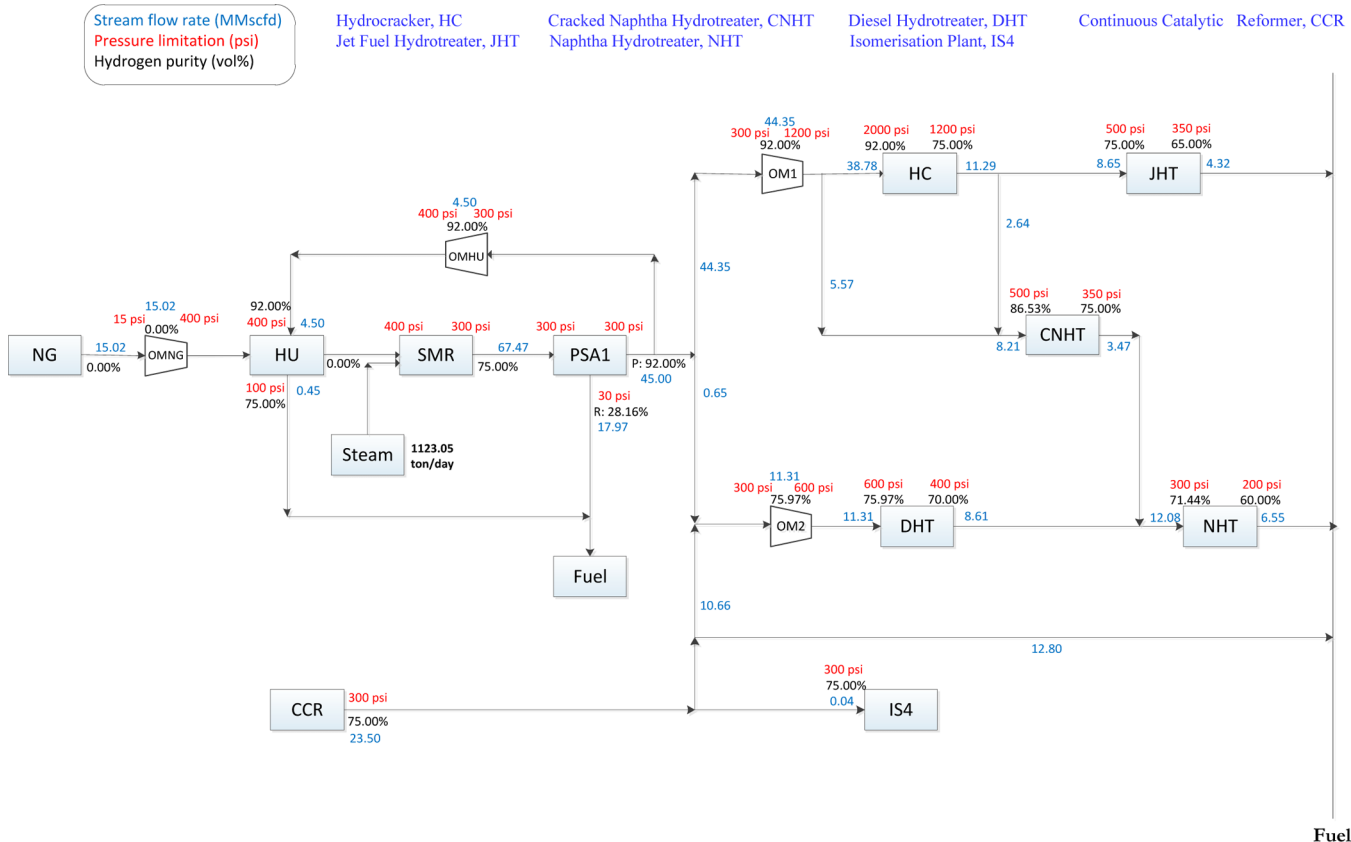 Stream flow rate (MMscfd)
Pressure limitation (psi)
Hydrogen purity (vol%)
Hydrocracker, HC
Jet Fuel Hydrotreater, JHT
Cracked Naphtha Hydrotreater, CNHT
Naphtha Hydrotreater, NHT
Diesel Hydrotreater, DHT
Isomerisation Plant, IS4
Continuous Catalytic Reformer, CCR
44.35
300 psi 1200 psi
92.00%
OM1
2000 psi 1200 psi
92.00% 75.00%
38.78
HC
11.29
500 psi 350 psi
75.00% 65.00%
8.65
JHT
4.32
4.50
400 psi 300 psi
92.00%
OMHU
44.35
5.57
2.64
15.02
15 psi 400 psi
0.00%
OMNG
NG
15.02
0.00%
92.00%
400 psi
4.50
HU
0.00%
100 psi
0.45
75.00%
400 psi 300 psi
SMR
67.47
75.00%
300 psi 300 psi
PSA1
P: 92.00%
45.00
30 psi
R: 28.16%
17.97
500 psi 350 psi
86.53% 75.00%
8.21
CNHT
3.47
0.65
Steam
1123.05
ton/day
11.31
300 psi 600 psi
75.97%
OM2
600 psi 400 psi
75.97% 70.00%
11.31
DHT
8.61
300 psi 200 psi
71.44% 60.00%
12.08
NHT
6.55
Fuel
10.66
12.80
CCR
300 psi
75.00%
23.50
300 psi
75.00%
0.04
IS4
Fuel